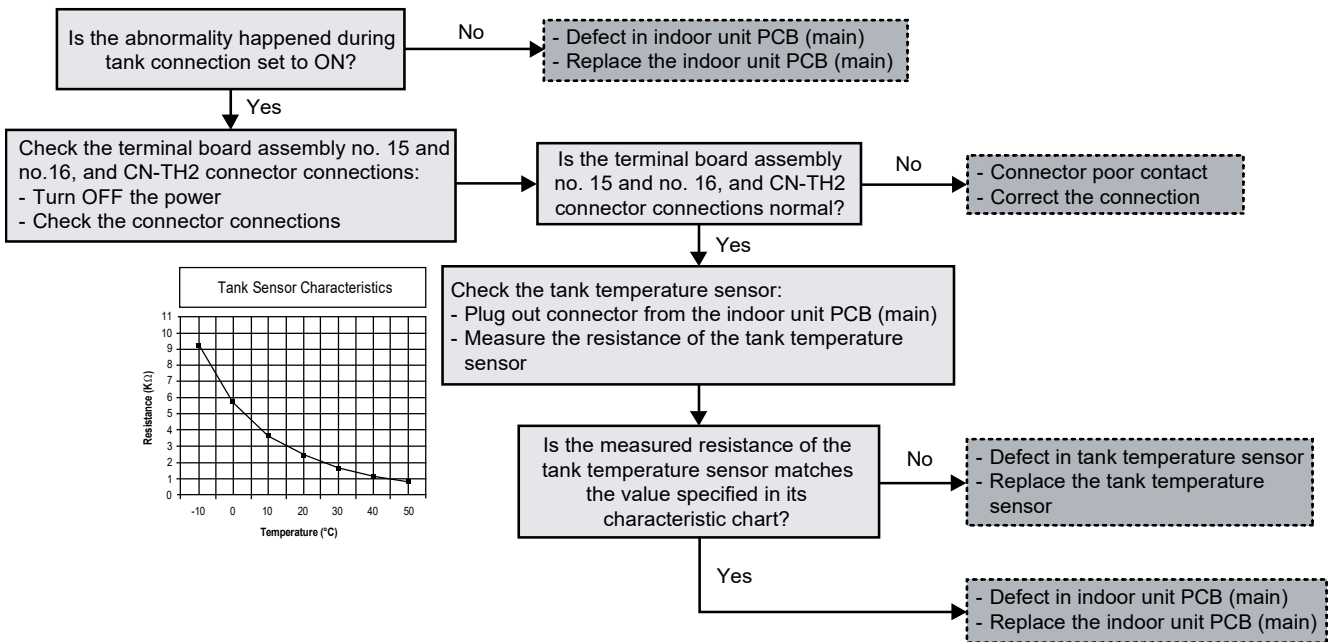 Is the abnormality happened during
tank connection set to ON?
No
- Defect in indoor unit PCB (main)
- Replace the indoor unit PCB (main)
Yes
Check the terminal board assembly no. 15 and
no.16, and CN-TH2 connector connections:
- Turn OFF the power
- Check the connector connections
Is the terminal board assembly
no. 15 and no. 16, and CN-TH2
connector connections normal?
No
- Connector poor contact
- Correct the connection
Yes
Check the tank temperature sensor:
- Plug out connector from the indoor unit PCB (main)
- Measure the resistance of the tank temperature
sensor
Tank Sensor Characteristics
Resistance (KΩ)
11
10
9
8
7
6
5
4
3
2
1
0
-10 0 10 20 30 40 50
Temperature (°C)
Is the measured resistance of the
tank temperature sensor matches
the value specified in its
characteristic chart?
No
- Defect in tank temperature sensor
- Replace the tank temperature
sensor
Yes
- Defect in indoor unit PCB (main)
- Replace the indoor unit PCB (main)